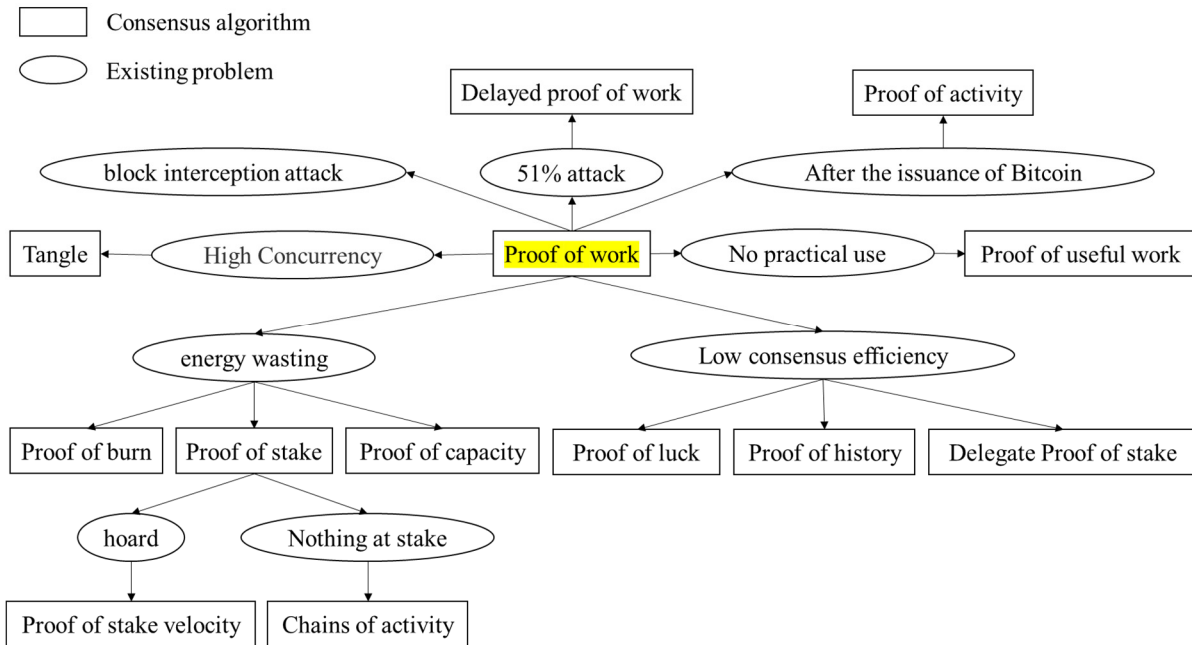 Consensus algorithm
Existing problem
Delayed proof of work
Proof of activity
block interception attack
51% attack
After the issuance of Bitcoin
Tangle
High Concurrency
Proof of work
No practical use
Proof of useful work
energy wasting
Low consensus efficiency
Proof of burn
Proof of stake
Proof of capacity
Proof of luck
Proof of history
Delegate Proof of stake
hoard
Nothing at stake
Proof of stake velocity
Chains of activity